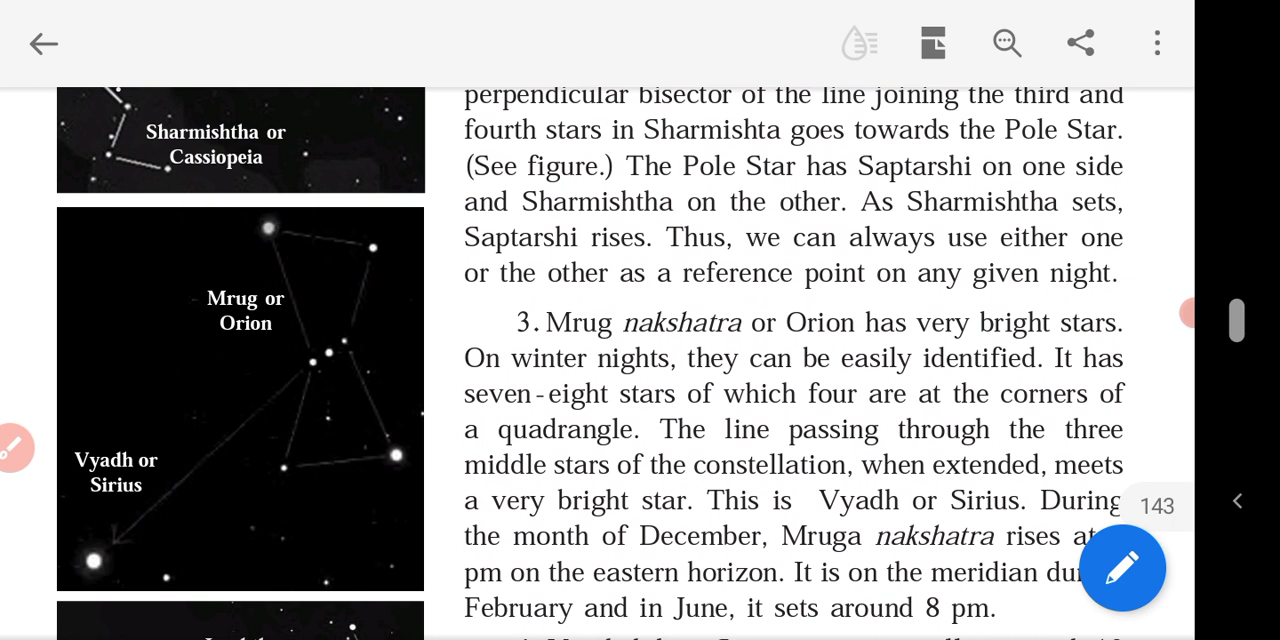 Sharmishtha or
Cassiopeia
Mrug or
Orion
Vyadh or
Sirius
perpendicular bisector of the line joining the third and
fourth stars in Sharmishta goes towards the Pole Star.
(See figure.) The Pole Star has Saptarshi on one side
and Sharmishtha on the other. As Sharmishtha sets,
Saptarshi rises. Thus, we can always use either one
or the other as a reference point on any given night.
3. Mrug nakshatra or Orion has very bright stars.
On winter nights, they can be easily identified. It has
seven-eight stars of which four are at the corners of
a quadrangle. The line passing through the three
middle stars of the constellation, when extended, meets
a very bright star. This is Vyadh or Sirius. During
the month of December, Mruga nakshatra rises at
pm on the eastern horizon. It is on the meridian
February and in June, it sets around 8 pm.
143